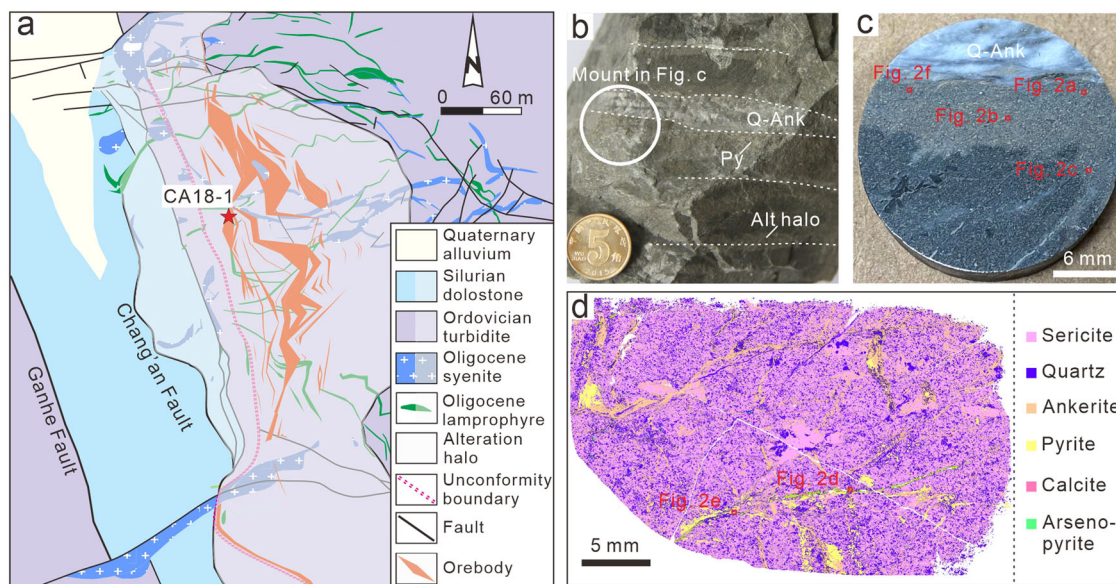 a
N
0 60 m
CA18-1
Chang'an Fault
Ganhe Fault
Quaternary
alluvium
Silurian
dolostone
Ordovician
turbidite
Oligocene
syenite
Oligocene
lamprophyre
Alteration
halo
Unconformity
boundary
Fault
Orebody
b
Mount in Fig. c
Q-Ank
Py
Alt halo
5
c
Q-Ank
Fig. 2f
Fig. 2a
Fig. 2b
Fig. 2c
6 mm
d
Fig. 2d
Fig. 2e
5 mm
Sericite
Quartz
Ankerite
Pyrite
Calcite
Arseno-
pyrite